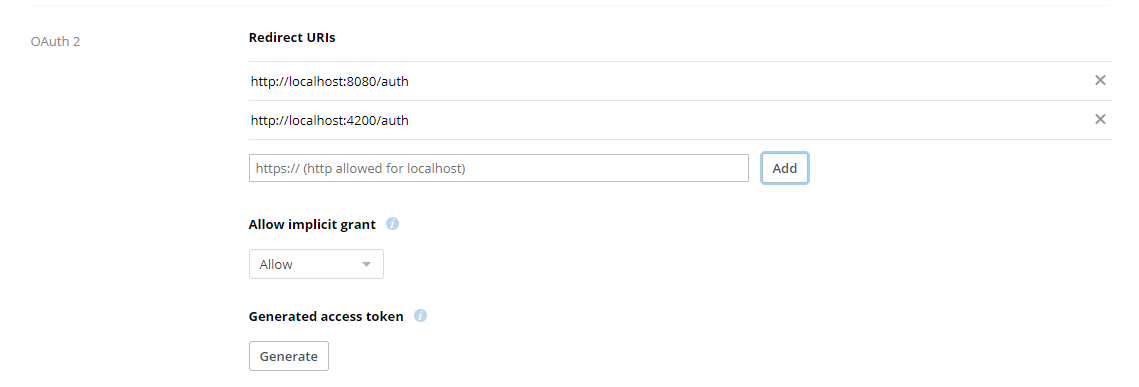 OAuth 2
Redirect URIs
http://localhost:8080/auth
http://localhost:4200/auth
https:// (http allowed for localhost)
Add
Allow implicit grant
Allow
Generated access token
Generate